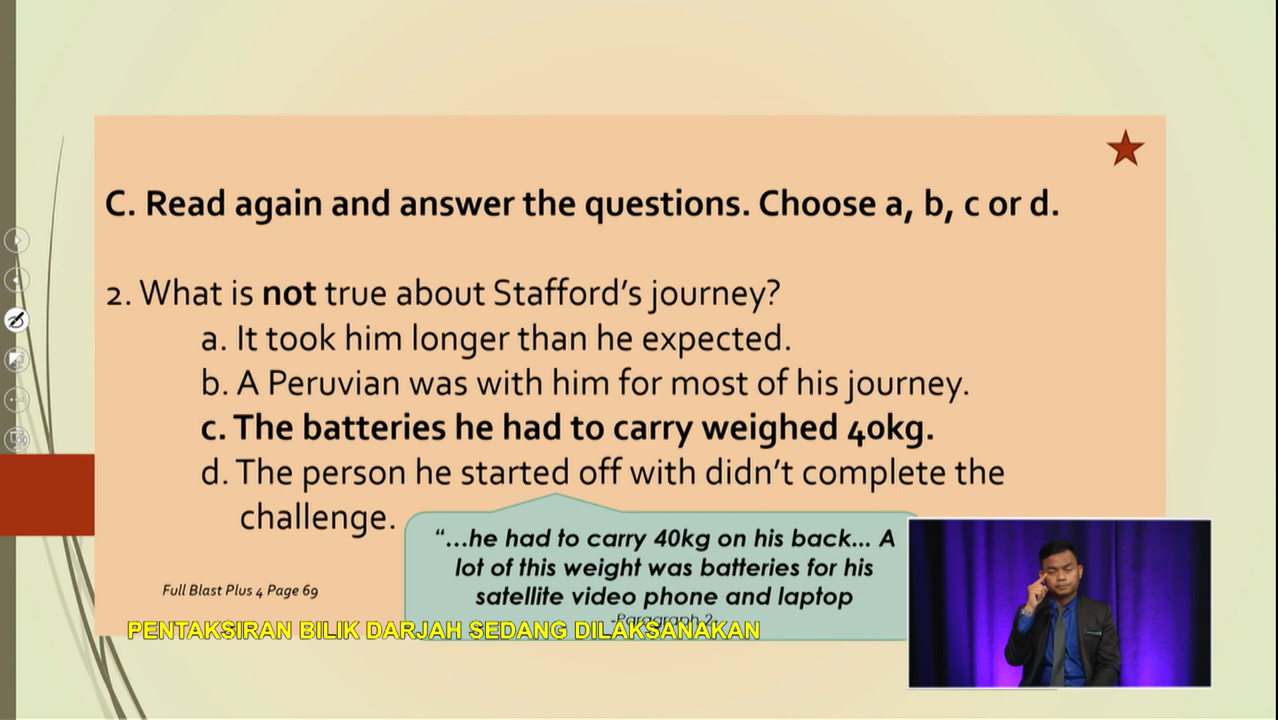 C. Read again and answer the questions. Choose a, b, c or d.
2. What is not true about Stafford's journey?
a. It took him longer than he expected.
b. A Peruvian was with him for most of his journey.
c. The batteries he had to carry weighed 40kg.
d. The person he started off with didn't complete the
challenge.
"...he had to carry 40kg on his back... A
lot of this weight was batteries for his
satellite video phone and laptop
-Paragraph 2
Full Blast Plus 4 Page 69
PENTAKSIRAN BILIK DARJAH SEDANG DILAKSANAKAN